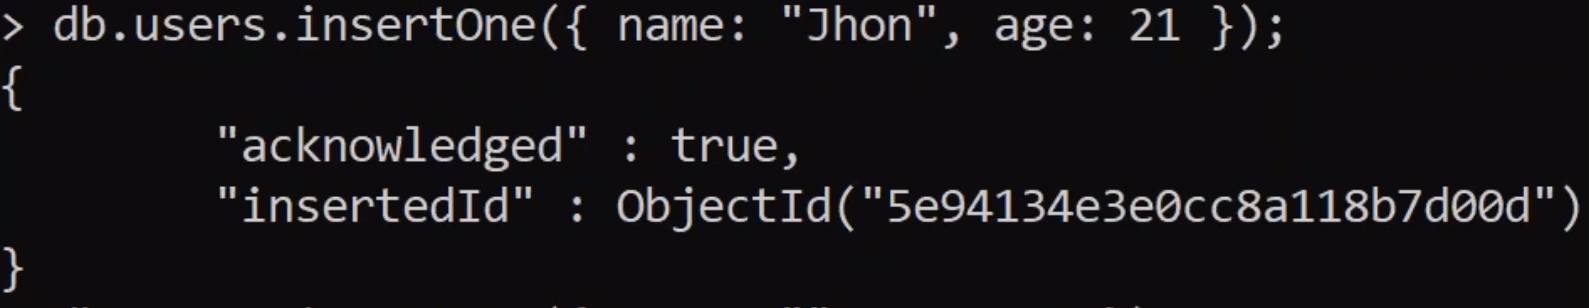 > db.users.insertOne({ name: "Jhon", age: 21 });
{
"acknowledged" : true,
"insertedId" : ObjectId("5e94134e3e0cc8a118b7d00d")
}